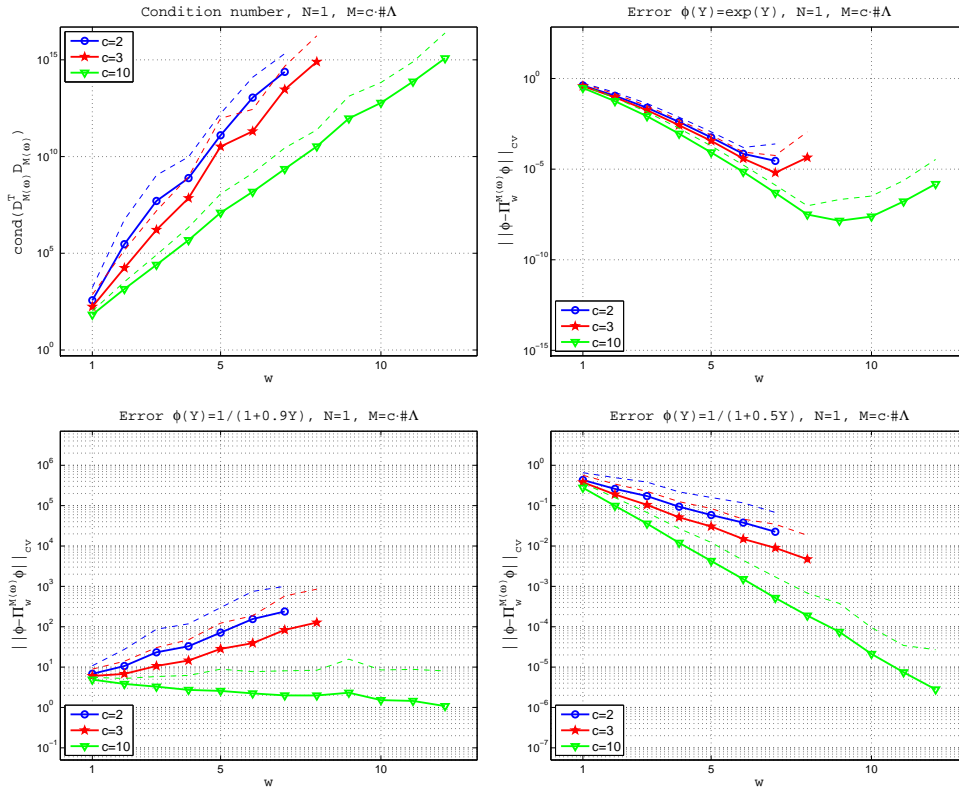 Condition number, N=1, M=c·#Λ
cond(D^T_{M(ω)} D_{M(ω)})
10^15
10^10
10^5
10^0
c=2
c=3
c=10
1
5
10
w
Error ϕ(Y)=exp(Y), N=1, M=c·#Λ
||ϕ−Π_w^{M(ω)}ϕ||_cv
10^0
10^−5
10^−10
10^−15
c=2
c=3
c=10
1
5
10
w
Error ϕ(Y)=1/(1+0.9Y), N=1, M=c·#Λ
||ϕ−Π_w^{M(ω)}ϕ||_cv
10^6
10^5
10^4
10^3
10^2
10^1
10^0
10^−1
c=2
c=3
c=10
1
5
10
w
Error ϕ(Y)=1/(1+0.5Y), N=1, M=c·#Λ
||ϕ−Π_w^{M(ω)}ϕ||_cv
10^0
10^−1
10^−2
10^−3
10^−4
10^−5
10^−6
10^−7
c=2
c=3
c=10
1
5
10
w